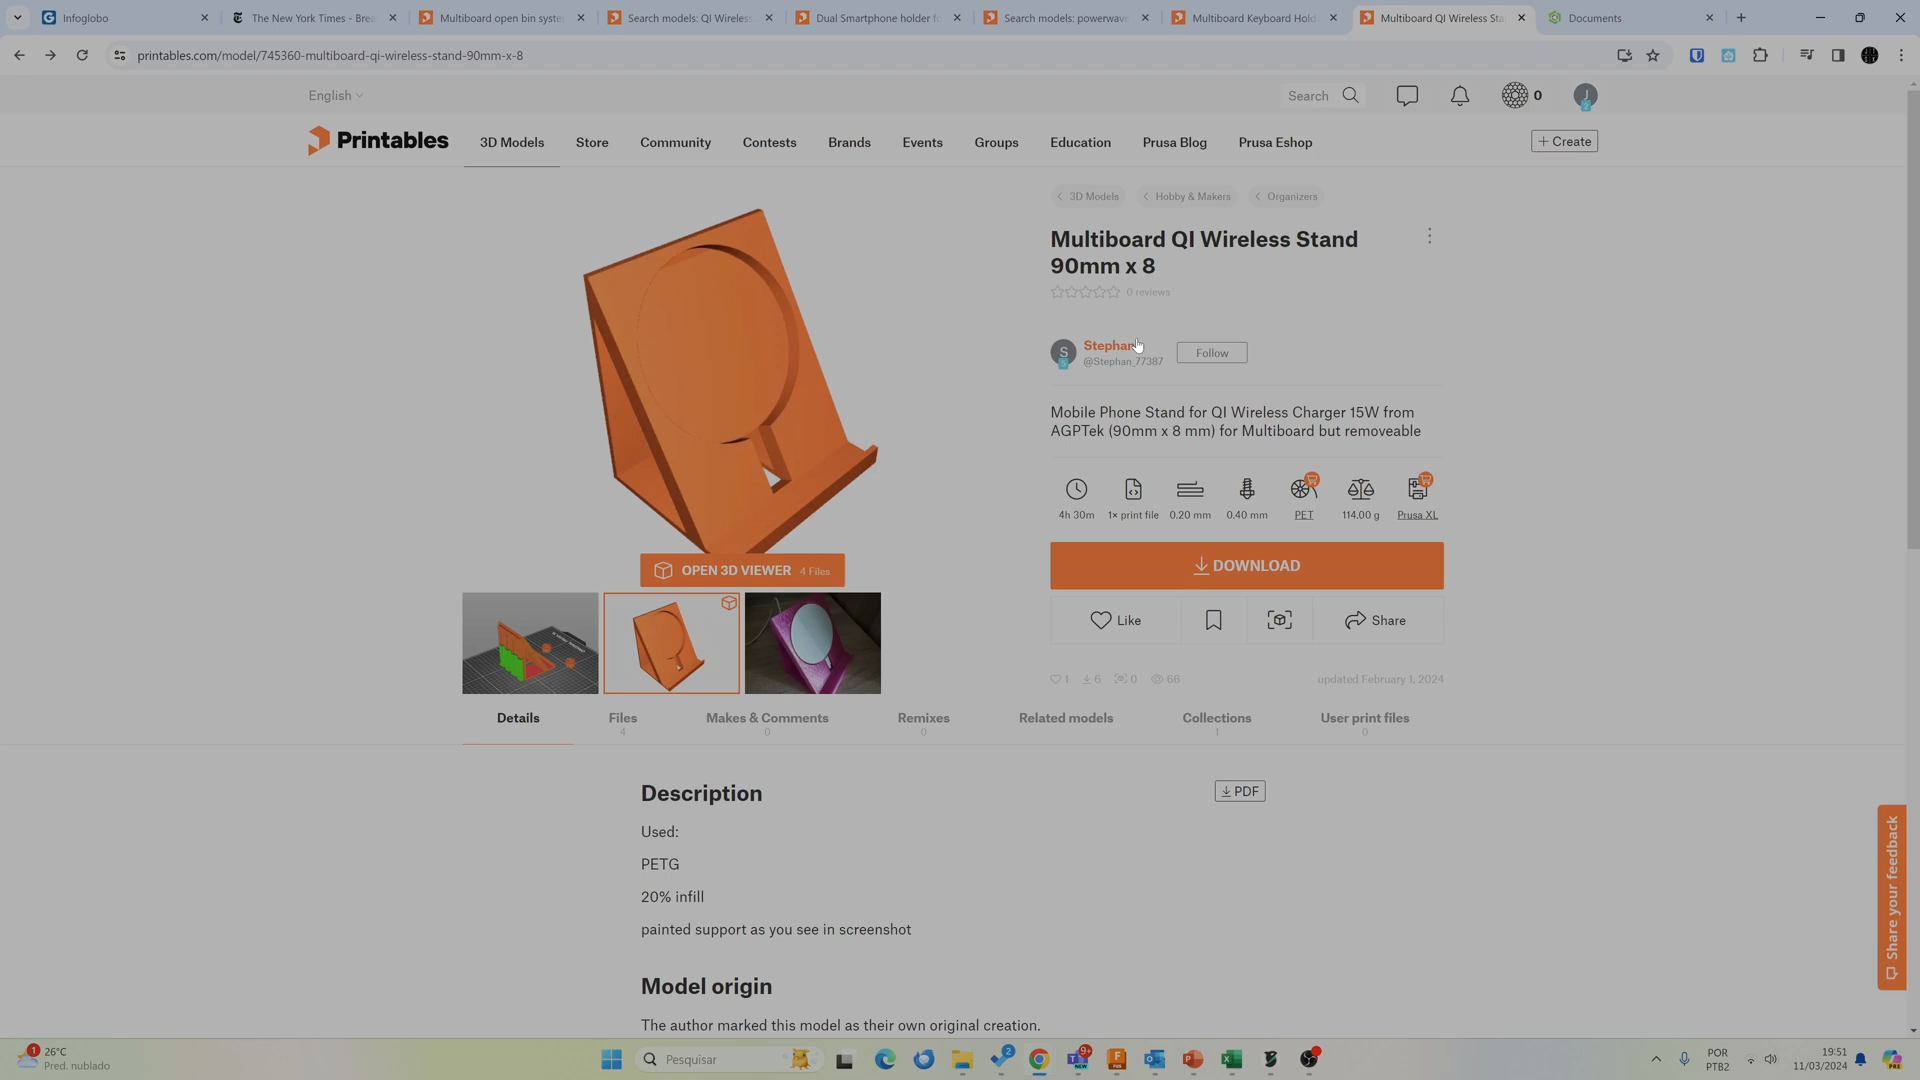 Infoglobo
The New York Times - Brea
Multiboard open bin syste
Search models: QI Wireless
Dual Smartphone holder fo
Search models: powerwave
Multiboard Keyboard Hold
Multiboard QI Wireless Sta
Documents
printables.com/model/745360-multiboard-qi-wireless-stand-90mm-x-8
English
Search
0
J
2
Printables
3D Models
Store
Community
Contests
Brands
Events
Groups
Education
Prusa Blog
Prusa Eshop
+ Create
3D Models
Hobby & Makers
Organizers
Multiboard QI Wireless Stand
90mm x 8
0 reviews
S
Stephan
@Stephan_77387
Follow
Mobile Phone Stand for QI Wireless Charger 15W from
AGPTek (90mm x 8 mm) for Multiboard but removeable
4h 30m
1× print file
0.20 mm
0.40 mm
PET
114.00 g
Prusa XL
OPEN 3D VIEWER 4 Files
DOWNLOAD
Like
Share
1
6
0
66
updated February 1, 2024
Details
Files
4
Makes & Comments
0
Remixes
0
Related models
Collections
1
User print files
0
Description
PDF
Used:
PETG
20% infill
painted support as you see in screenshot
Model origin
The author marked this model as their own original creation.
Share your feedback
1
26°C
Pred. nublado
Pesquisar
2
9+
NEW
POR
PTB2
19:51
11/03/2024
PRE